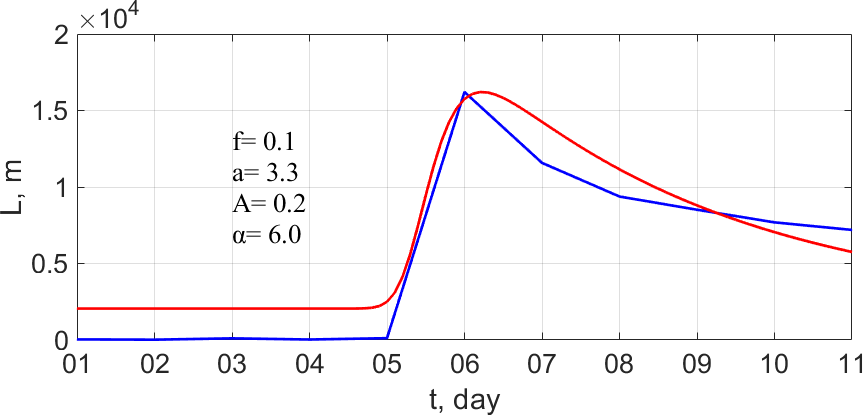 ×10⁴
2
1.5
1
0.5
0
L, m
f= 0.1
a= 3.3
A= 0.2
α= 6.0
01 02 03 04 05 06 07 08 09 10 11
t, day